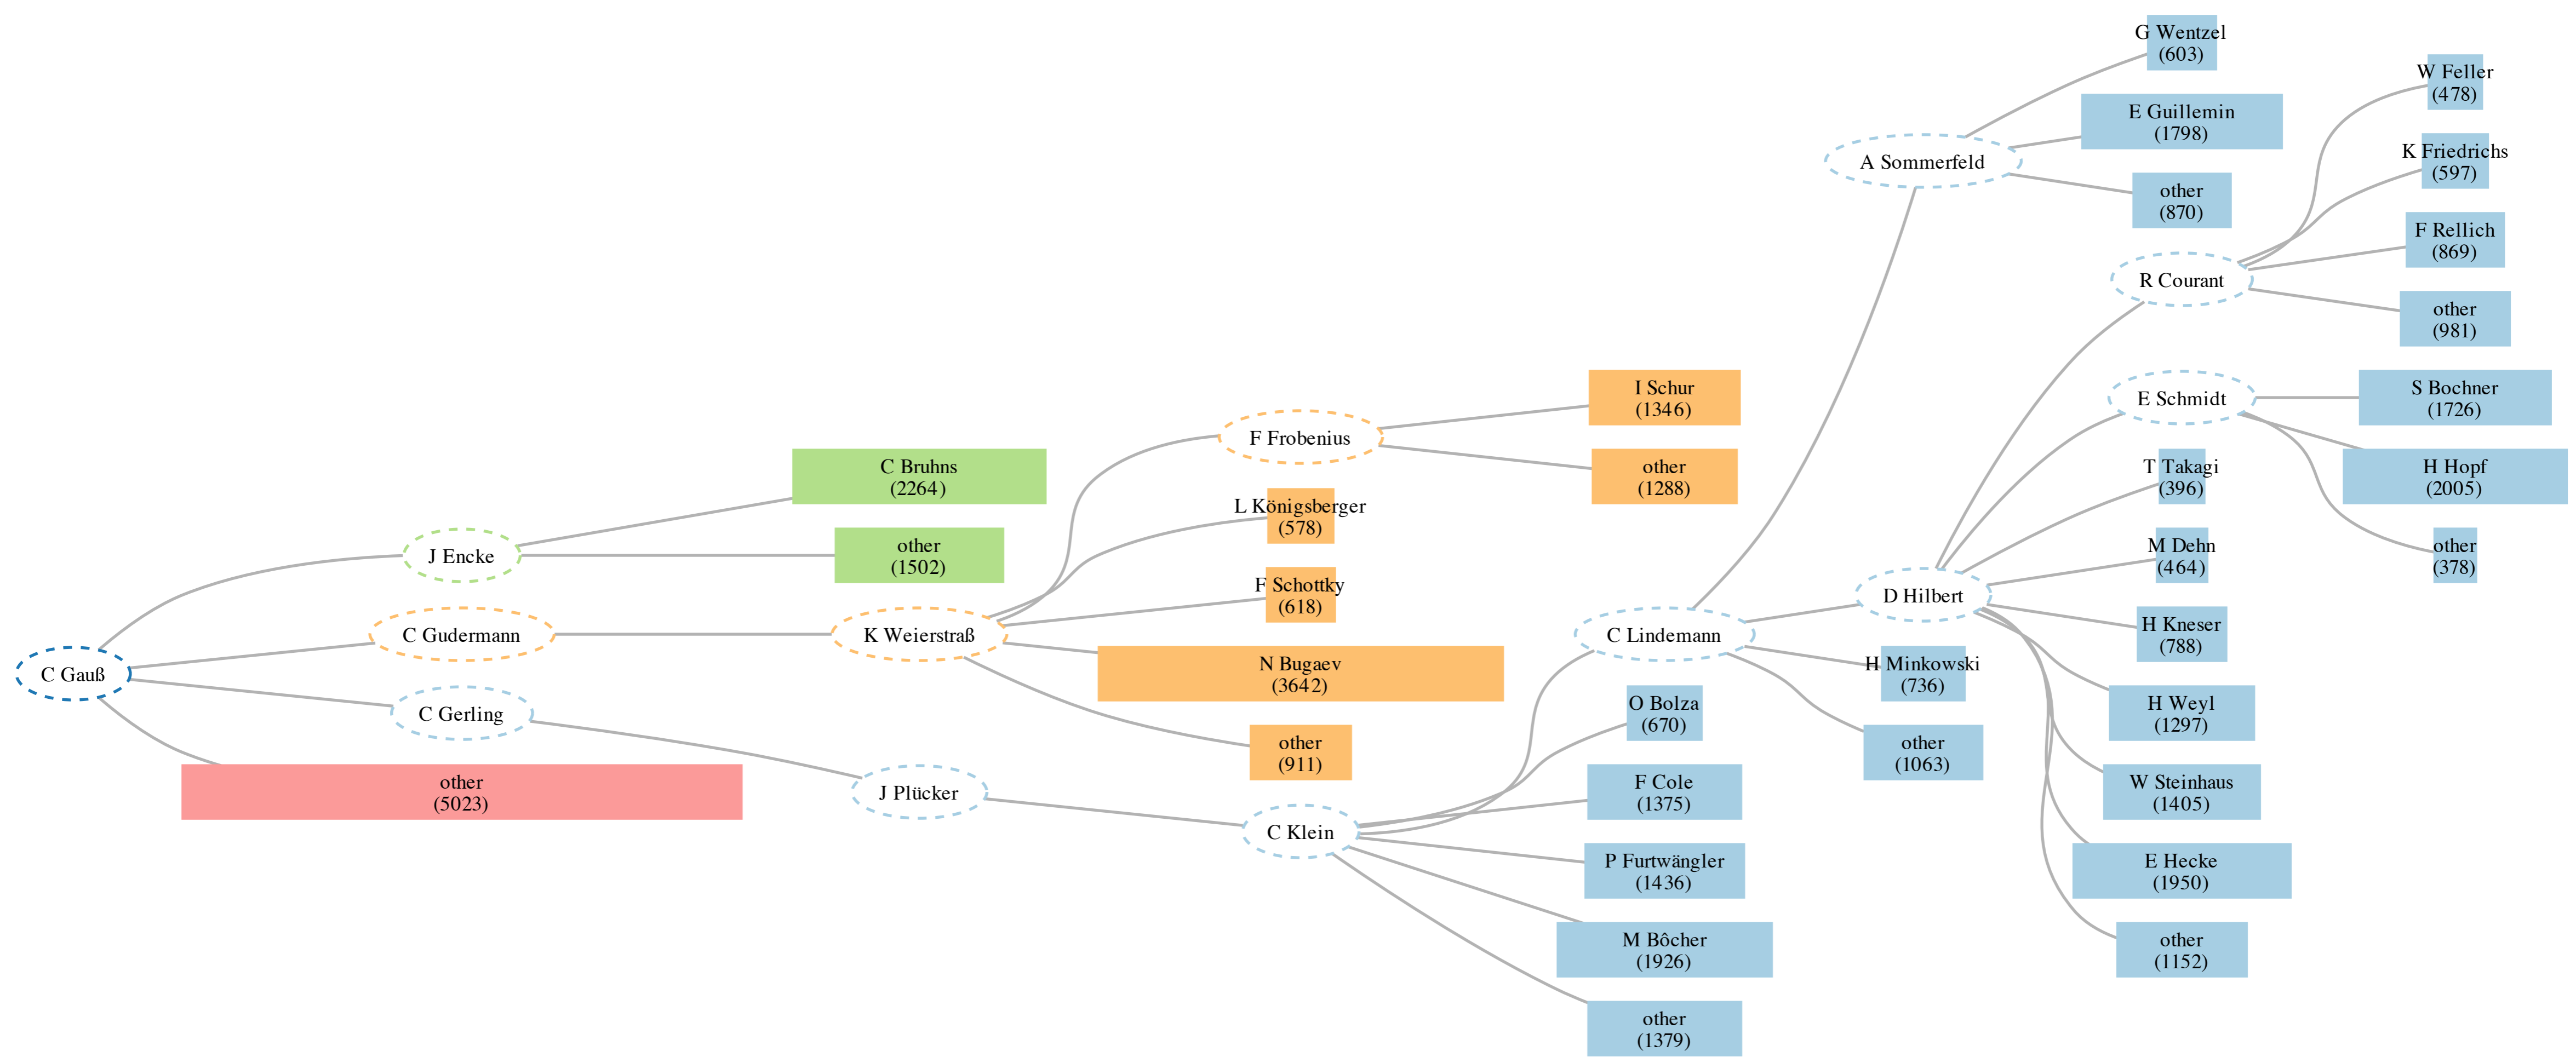 C Gauß
J Encke
C Gudermann
C Gerling
other
(5023)
C Bruhns
(2264)
other
(1502)
K Weierstraß
J Plücker
F Frobenius
L Königsberger
(578)
F Schottky
(618)
N Bugaev
(3642)
other
(911)
C Klein
I Schur
(1346)
other
(1288)
C Lindemann
O Bolza
(670)
F Cole
(1375)
P Furtwängler
(1436)
M Bôcher
(1926)
other
(1379)
A Sommerfeld
D Hilbert
H Minkowski
(736)
other
(1063)
G Wentzel
(603)
E Guillemin
(1798)
other
(870)
R Courant
E Schmidt
T Takagi
(396)
M Dehn
(464)
H Kneser
(788)
H Weyl
(1297)
W Steinhaus
(1405)
E Hecke
(1950)
other
(1152)
W Feller
(478)
K Friedrichs
(597)
F Rellich
(869)
other
(981)
S Bochner
(1726)
H Hopf
(2005)
other
(378)